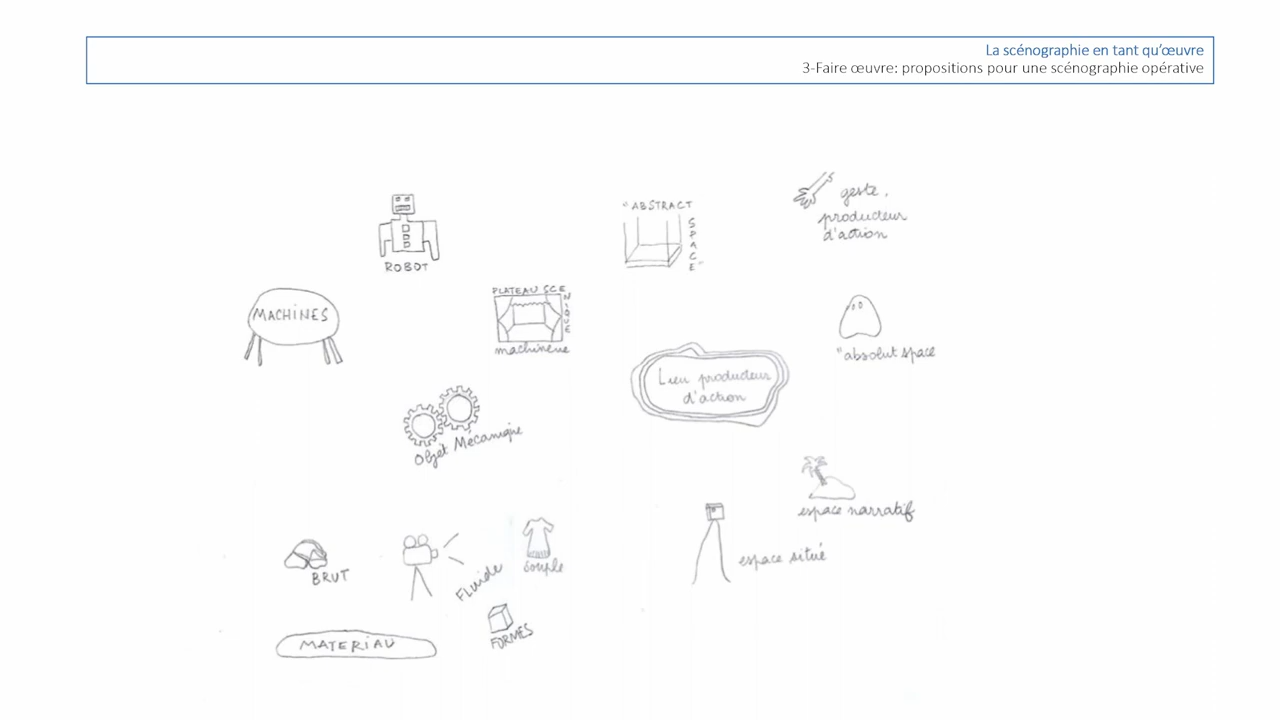 La scénographie en tant qu'œuvre
3-Faire œuvre: propositions pour une scénographie opérative
geste.
producteur
d'action
"ABSTRACT
SPACE"
ROBOT
PLATEAU SCENIQUE
machinerie
MACHINES
"absolut space
Lieu producteur
d'action
Objet Mécanique
espace narratif
espace situé
BRUT
FLuide
souple
FORMES
MATERIAU